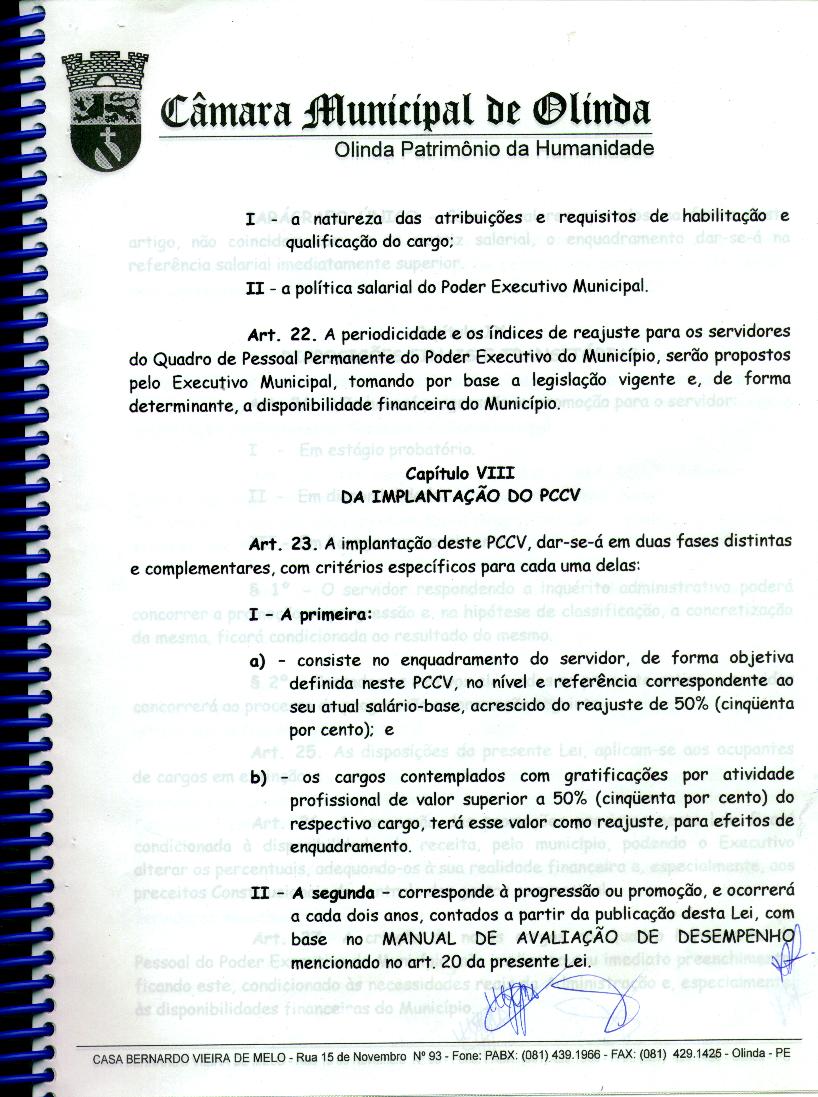 Câmara Municipal de Olinda
Olinda Patrimônio da Humanidade
I - a natureza das atribuições e requisitos de habilitação e
qualificação do cargo;
II - a política salarial do Poder Executivo Municipal.
Art. 22. A periodicidade e os índices de reajuste para os servidores
do Quadro de Pessoal Permanente do Poder Executivo do Município, serão propostos
pelo Executivo Municipal, tomando por base a legislação vigente e, de forma
determinante, a disponibilidade financeira do Município.
Capítulo VIII
DA IMPLANTAÇÃO DO PCCV
Art. 23. A implantação deste PCCV, dar-se-á em duas fases distintas
e complementares, com critérios específicos para cada uma delas:
I - A primeira:
a) - consiste no enquadramento do servidor, de forma objetiva
definida neste PCCV, no nível e referência correspondente ao
seu atual salário-base, acrescido do reajuste de 50% (cinqüenta
por cento); e
b) - os cargos contemplados com gratificações por atividade
profissional de valor superior a 50% (cinqüenta por cento) do
respectivo cargo, terá esse valor como reajuste, para efeitos de
enquadramento.
II - A segunda - corresponde à progressão ou promoção, e ocorrerá
a cada dois anos, contados a partir da publicação desta Lei, com
base no MANUAL DE AVALIAÇÃO DE DESEMPENHO
mencionado no art. 20 da presente Lei.
CASA BERNARDO VIEIRA DE MELO - Rua 15 de Novembro Nº 93 - Fone: PABX: (081) 439.1966 - FAX: (081) 429.1425 - Olinda - PE